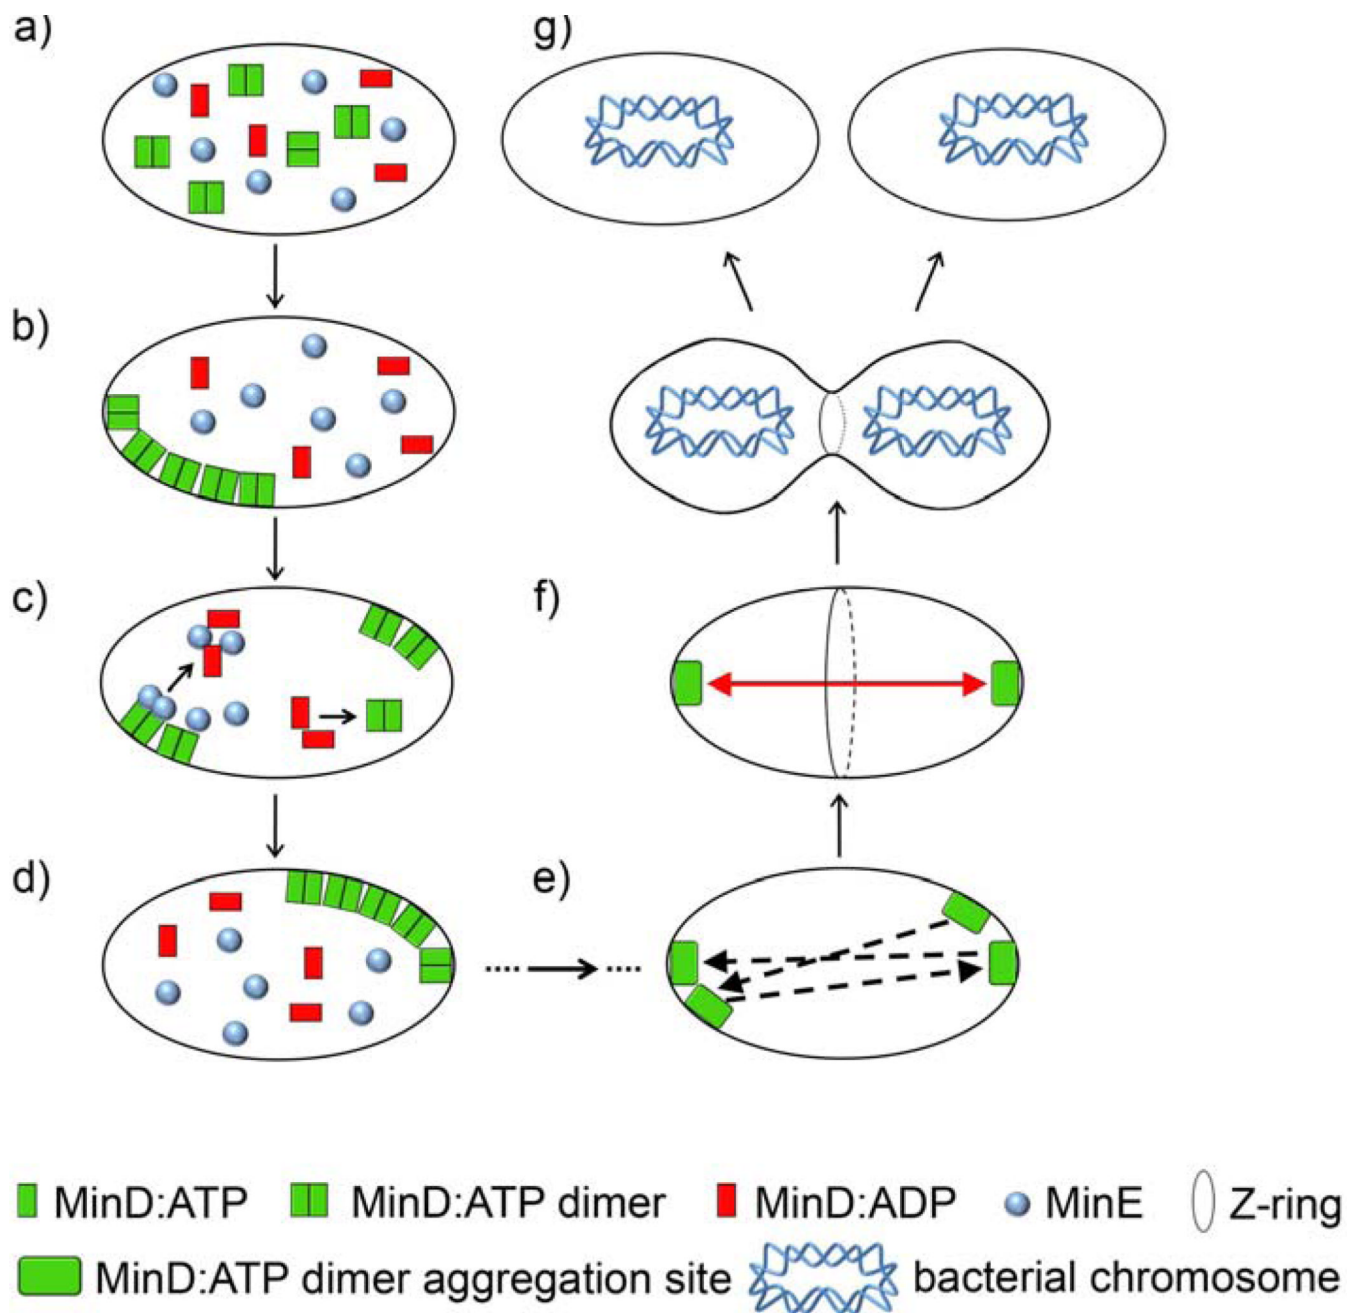 a)
g)
b)
c)
f)
d)
e)
MinD:ATP MinD:ATP dimer MinD:ADP MinE Z-ring
MinD:ATP dimer aggregation site bacterial chromosome